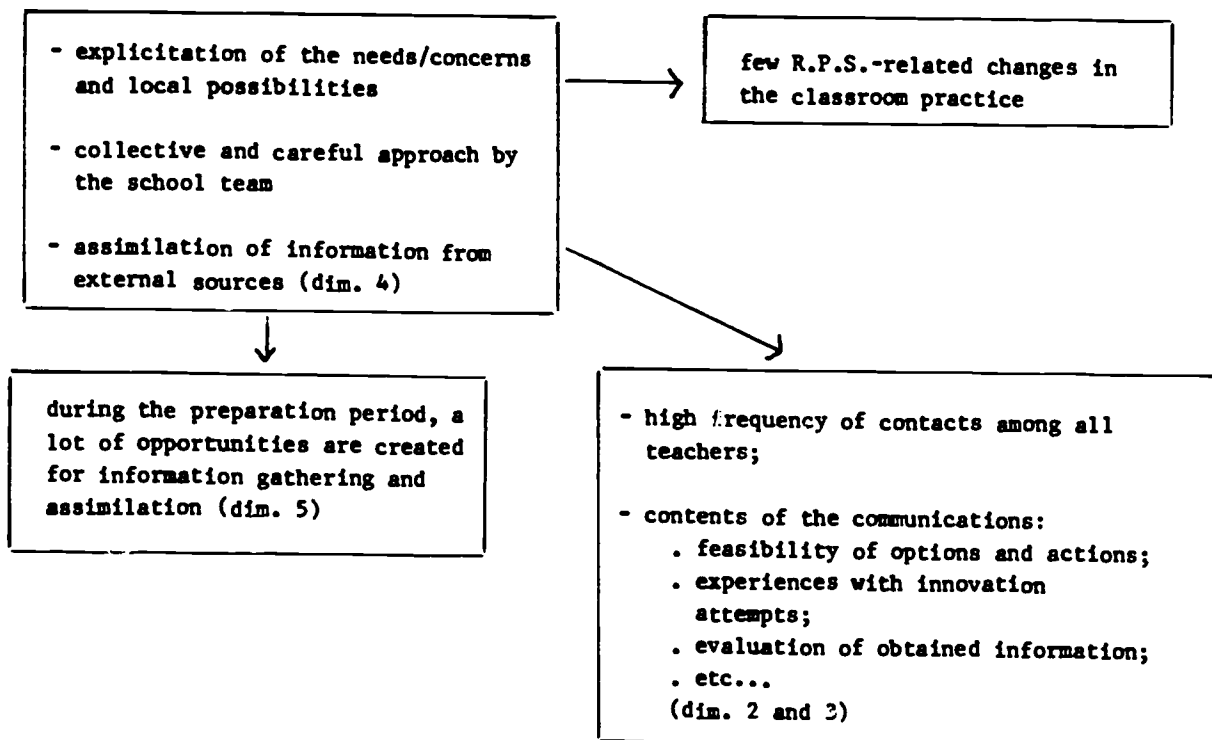 - explicitation of the needs/concerns
and local possibilities
- collective and careful approach by
the school team
- assimilation of information from
external sources (dim. 4)
few R.P.S.-related changes in
the classroom practice
during the preparation period, a
lot of opportunities are created
for information gathering and
assimilation (dim. 5)
- high frequency of contacts among all
teachers;
- contents of the communications:
. feasibility of options and actions;
. experiences with innovation
attempts;
. evaluation of obtained information;
. etc...
(dim. 2 and 3)